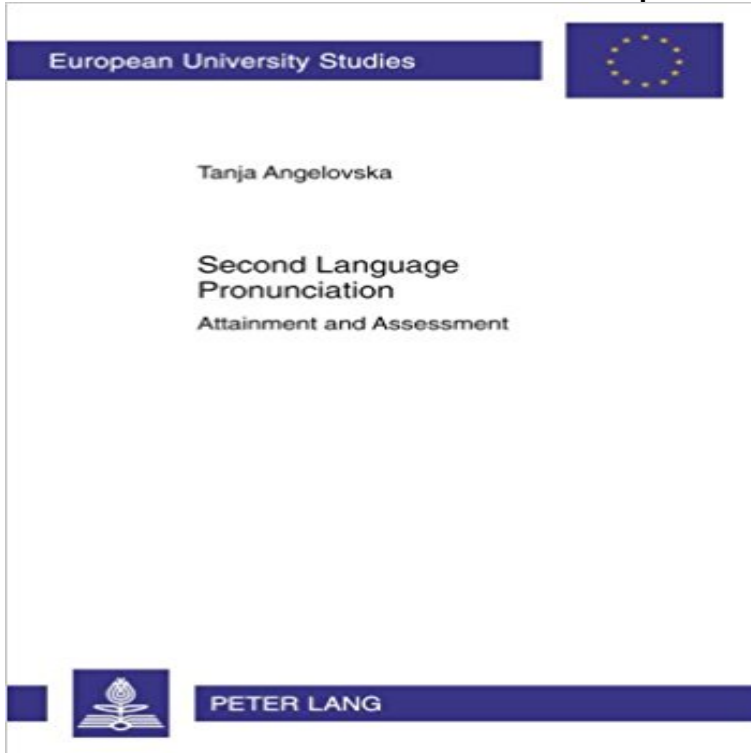 European University Studies
Tanja Angelovska
Second Language
Pronunciation
Attainment and Assessment
PETER LANG